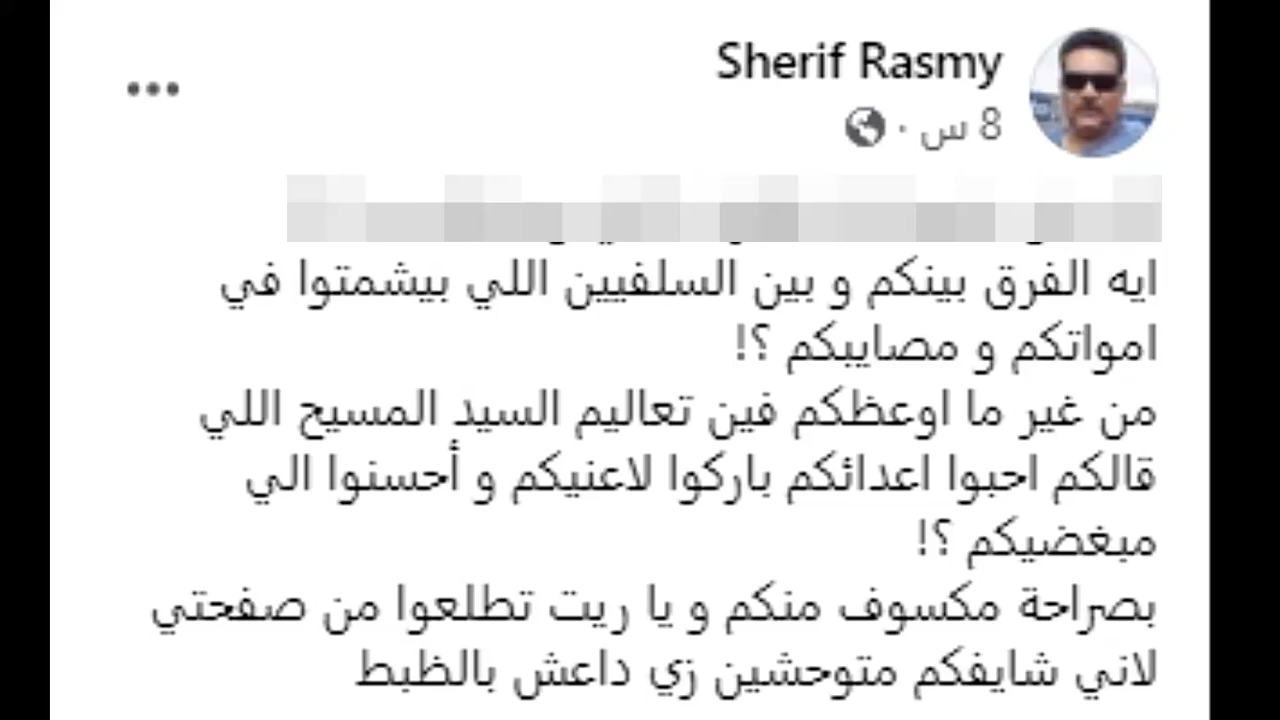 Sherif Rasmy
8 س ·
ايه الفرق بينكم و بين السلفيين اللي بيشمتوا في
امواتكم و مصايبكم ؟!
من غير ما اوعظكم فين تعاليم السيد المسيح اللي
قالكم احبوا اعدائكم باركوا لاعنيكم و أحسنوا الي
مبغضيكم ؟!
بصراحة مكسوف منكم و يا ريت تطلعوا من صفحتي
لاني شايفكم متوحشين زي داعش بالظبط